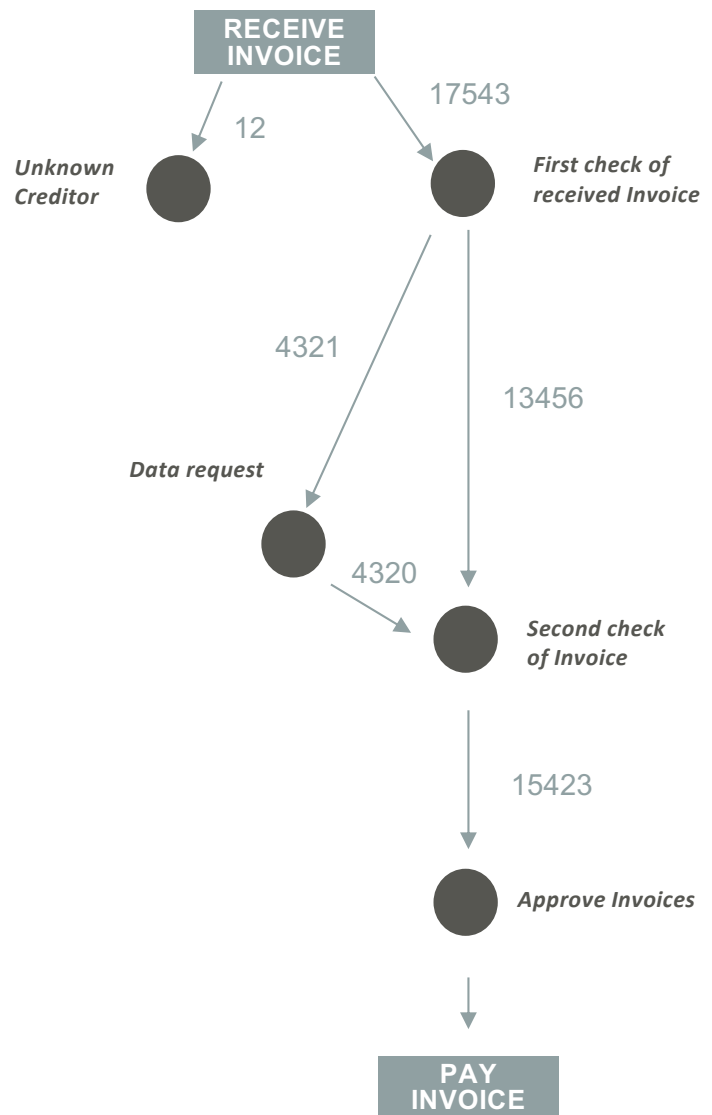 RECEIVE
INVOICE
17543
12
Unknown
Creditor
First check of
received Invoice
4321
13456
Data request
4320
Second check
of Invoice
15423
Approve Invoices
PAY
INVOICE